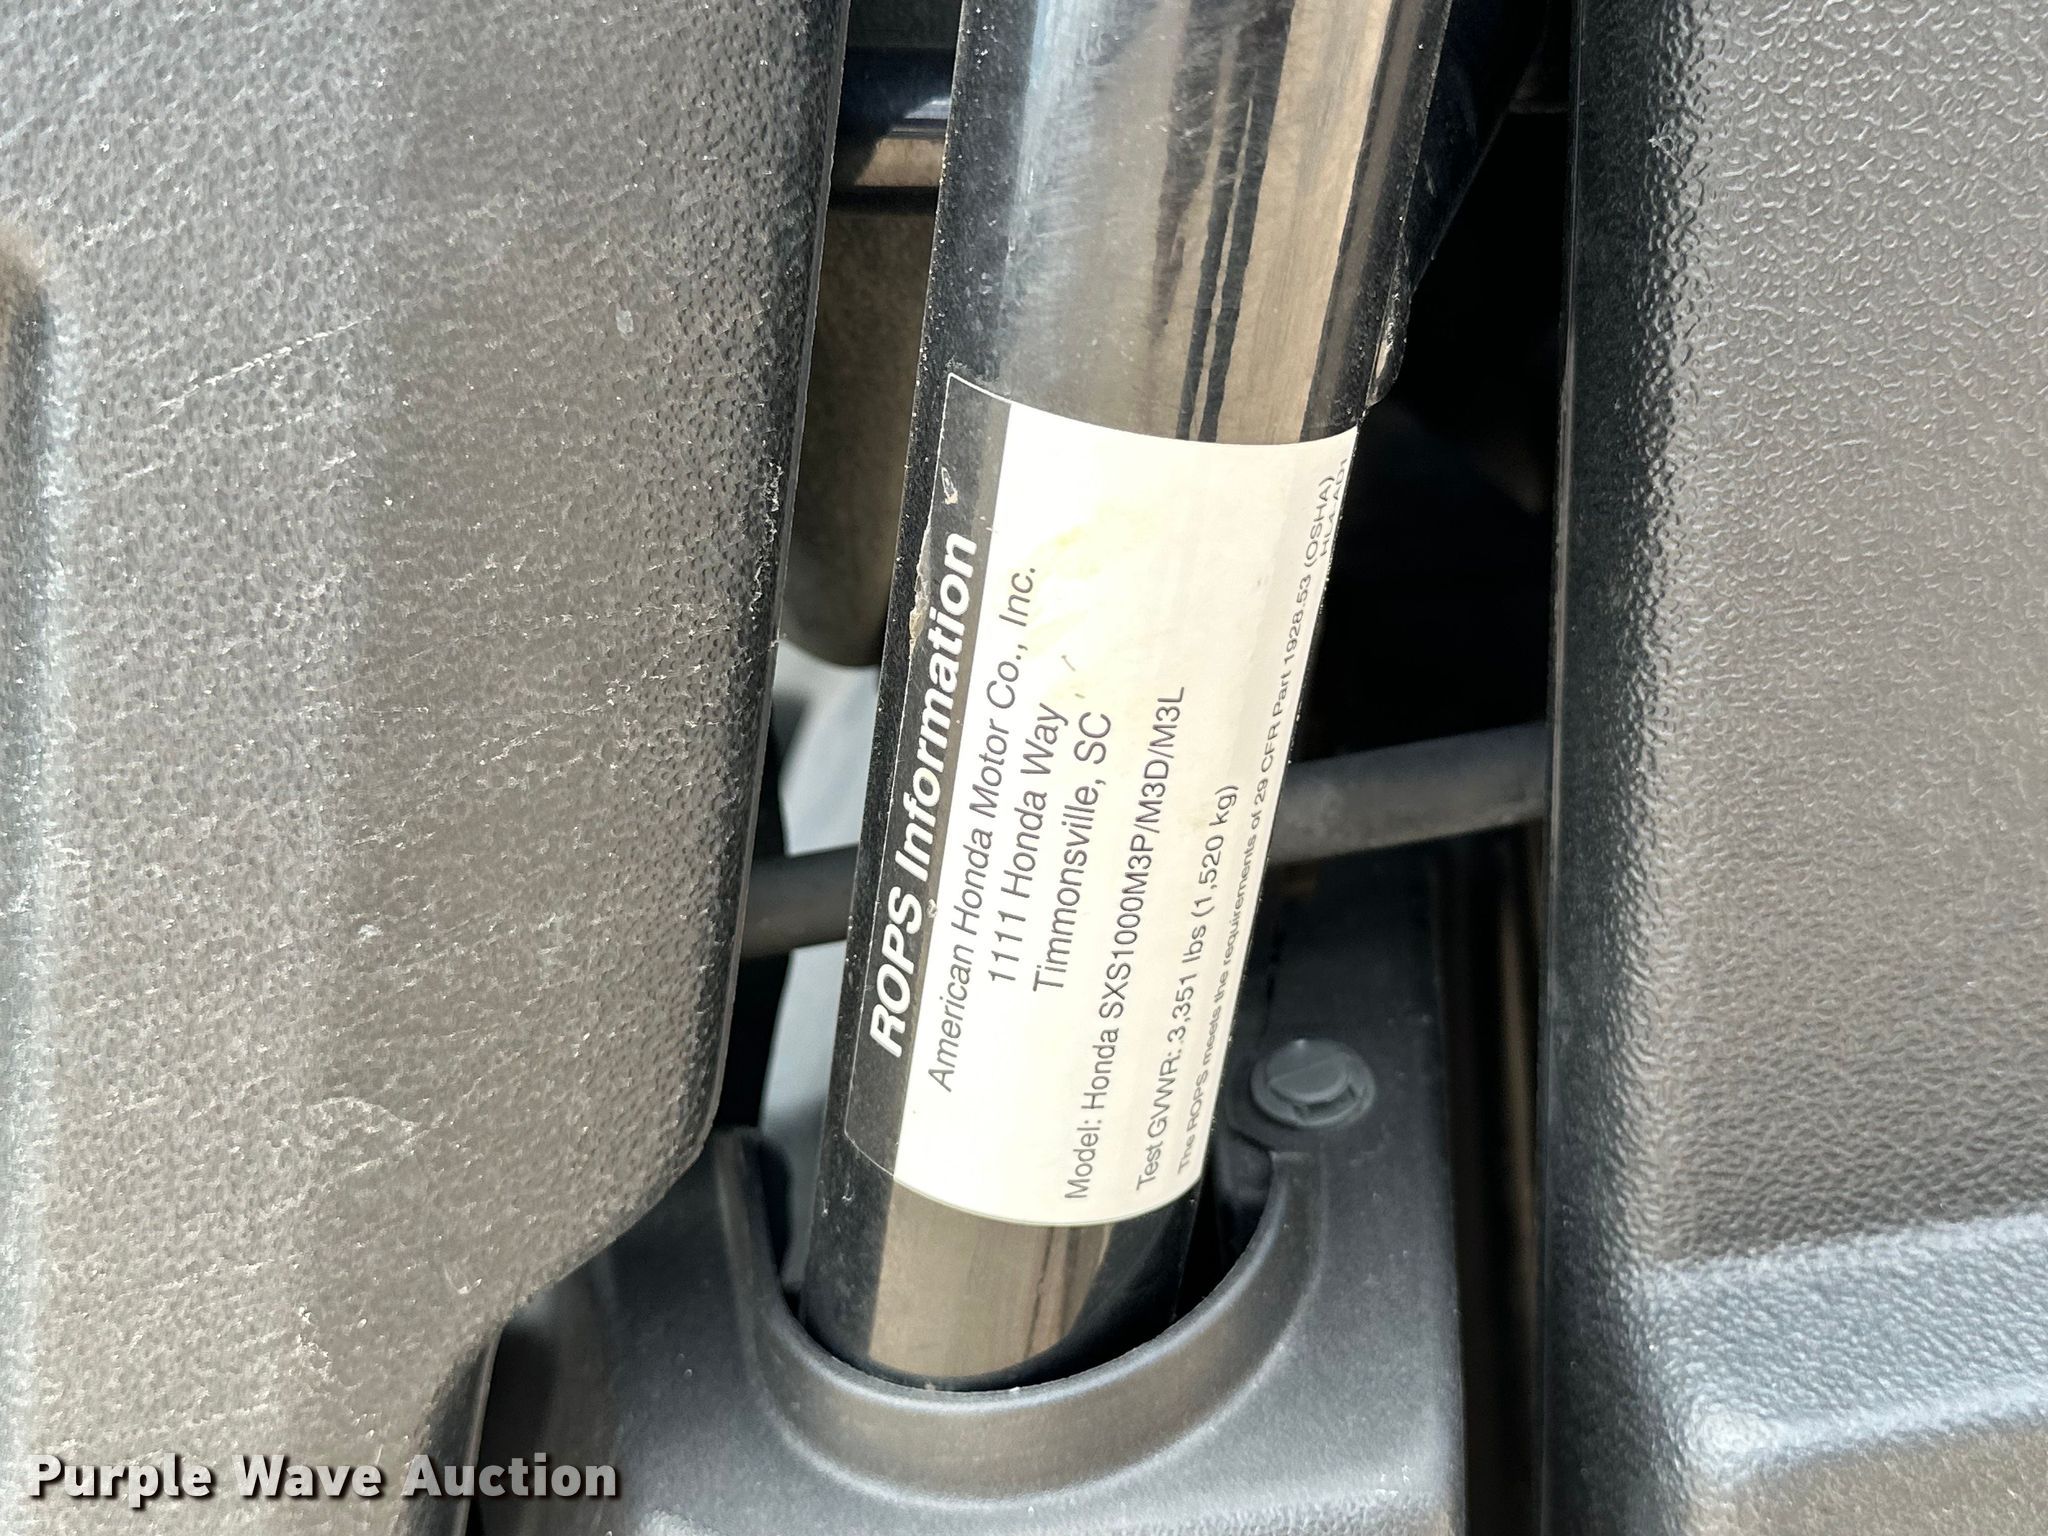 ROPS Information
American Honda Motor Co., Inc.
1111 Honda Way
Timmonsville, SC
Model: Honda SXS1000M3P/M3D/M3L
Test GVWR: 3,351 lbs (1,520 kg)
The ROPS meets the requirements of 29 CFR Part 1928.53 (OSHA)
Purple Wave Auction